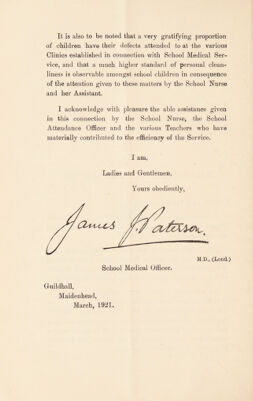 It is also to be noted that a very gratifying proportion
of children have their defects attended to at the various
Clinics established in connection with School Medical Ser-
vice, and that a much higher standard of personal clean-
liness is observable amongst school children in consequence
of the attention given to these matters by the School Nurse
and her Assistant.
I acknowledge with pleasure the able assistance given
in this connection by the School Nurse, the School
Attendance Officer and the various Teachers who have
materially contributed to the efficiency of the Service.
I am,
Ladies and Gentlemen,
Yours obediently,
James J. Paterson.
M.D., (Lond.)
School Medical Officer.
Guildhall,
Maidenhead,
March, 1921.